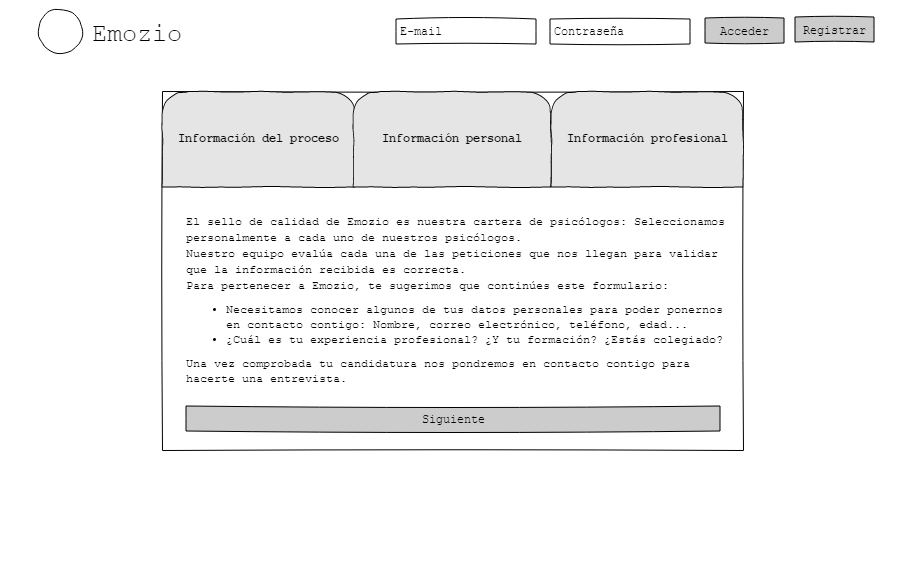 Emozio
E-mail
Contraseña
Acceder
Registrar
Información del proceso
Información personal
Información profesional
El sello de calidad de Emozio es nuestra cartera de psicólogos: Seleccionamos
personalmente a cada uno de nuestros psicólogos.
Nuestro equipo evalúa cada una de las peticiones que nos llegan para validar
que la información recibida es correcta.
Para pertenecer a Emozio, te sugerimos que continúes este formulario:
• Necesitamos conocer algunos de tus datos personales para poder ponernos
en contacto contigo: Nombre, correo electrónico, teléfono, edad...
• ¿Cuál es tu experiencia profesional? ¿Y tu formación? ¿Estás colegiado?
Una vez comprobada tu candidatura nos pondremos en contacto contigo para
hacerte una entrevista.
Siguiente